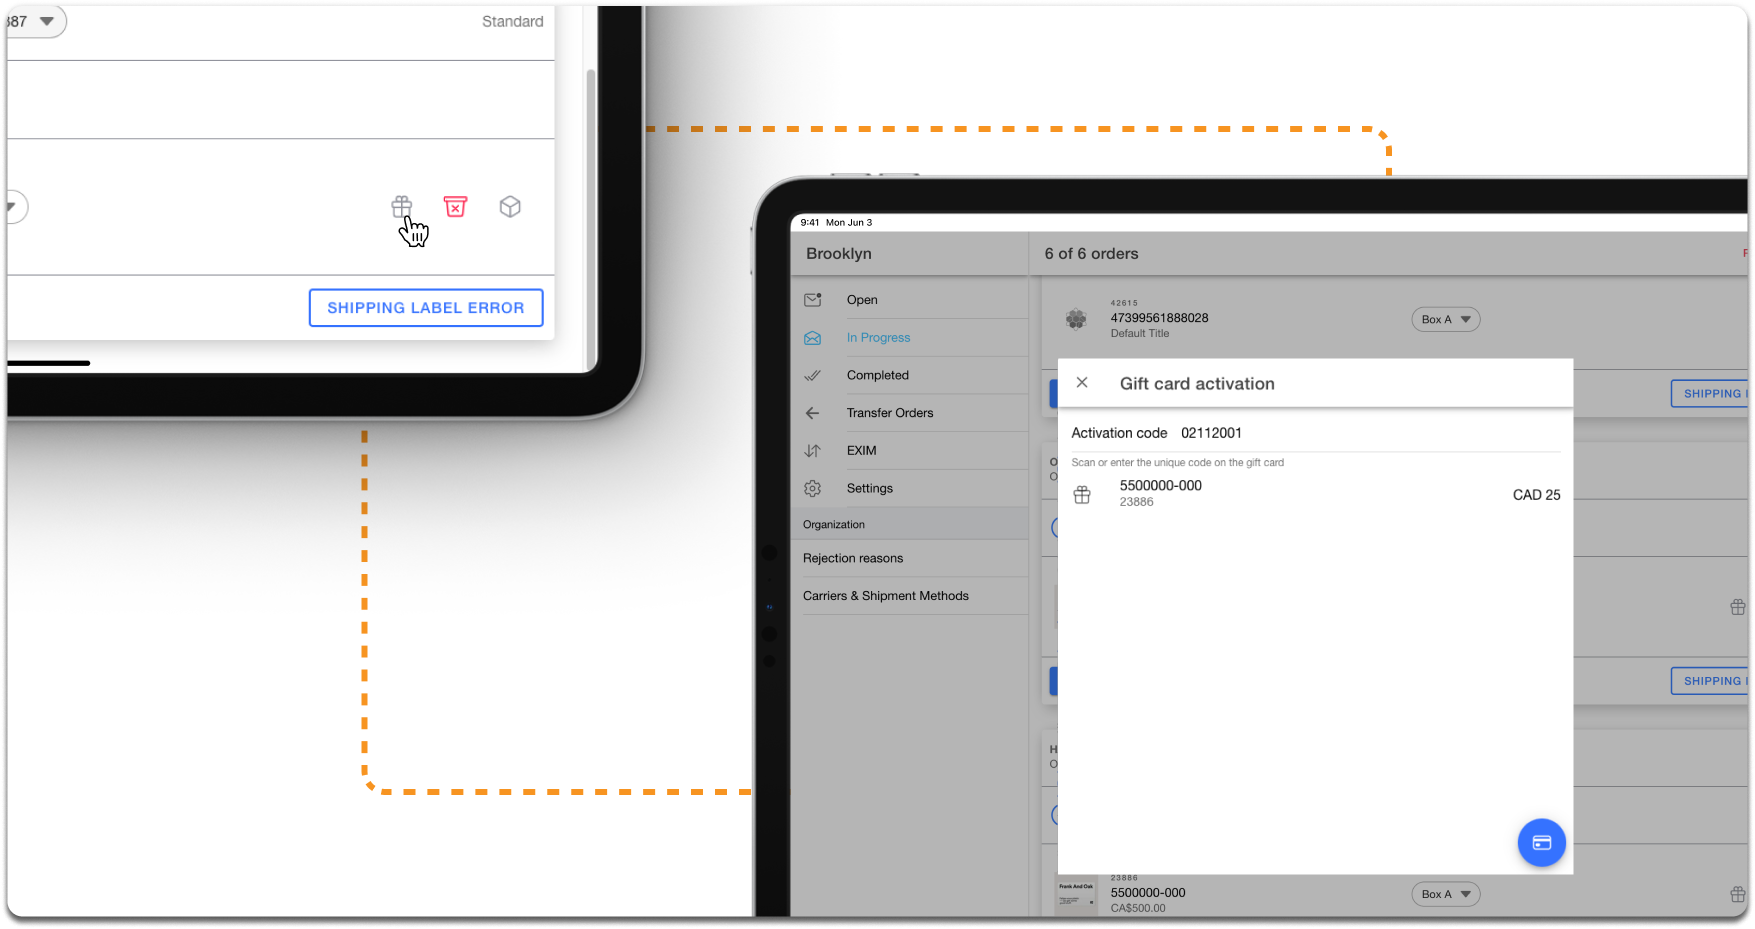 387
Standard
SHIPPING LABEL ERROR
9:41 Mon Jun 3
Brooklyn
6 of 6 orders
Open
In Progress
Completed
Transfer Orders
EXIM
Settings
Organization
Rejection reasons
Carriers & Shipment Methods
42615
47399561888028
Default Title
Box A
SHIPPING
Gift card activation
Activation code 02112001
Scan or enter the unique code on the gift card
5500000-000
23886
CAD 25
SHIPPING
Frank And Oak
23886
5500000-000
CA$500.00
Box A